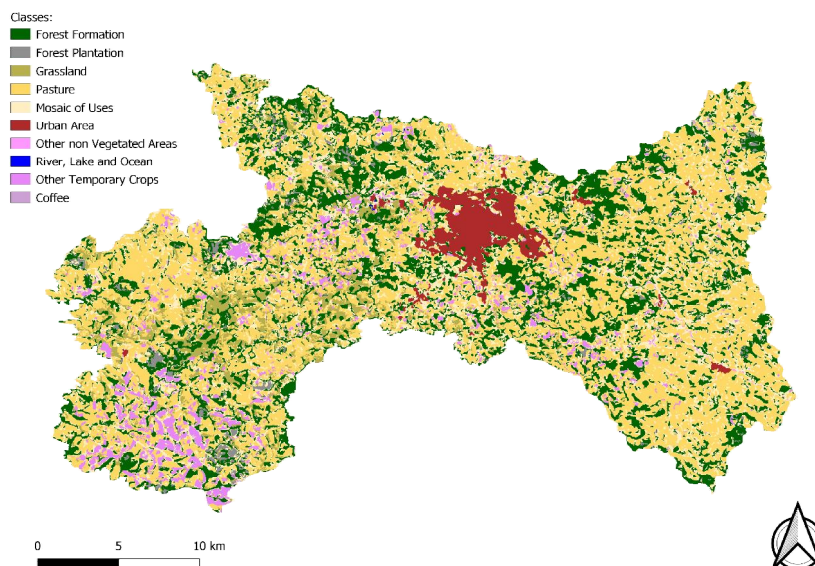 Classes:
Forest Formation
Forest Plantation
Grassland
Pasture
Mosaic of Uses
Urban Area
Other non Vegetated Areas
River, Lake and Ocean
Other Temporary Crops
Coffee
0 5 10 km